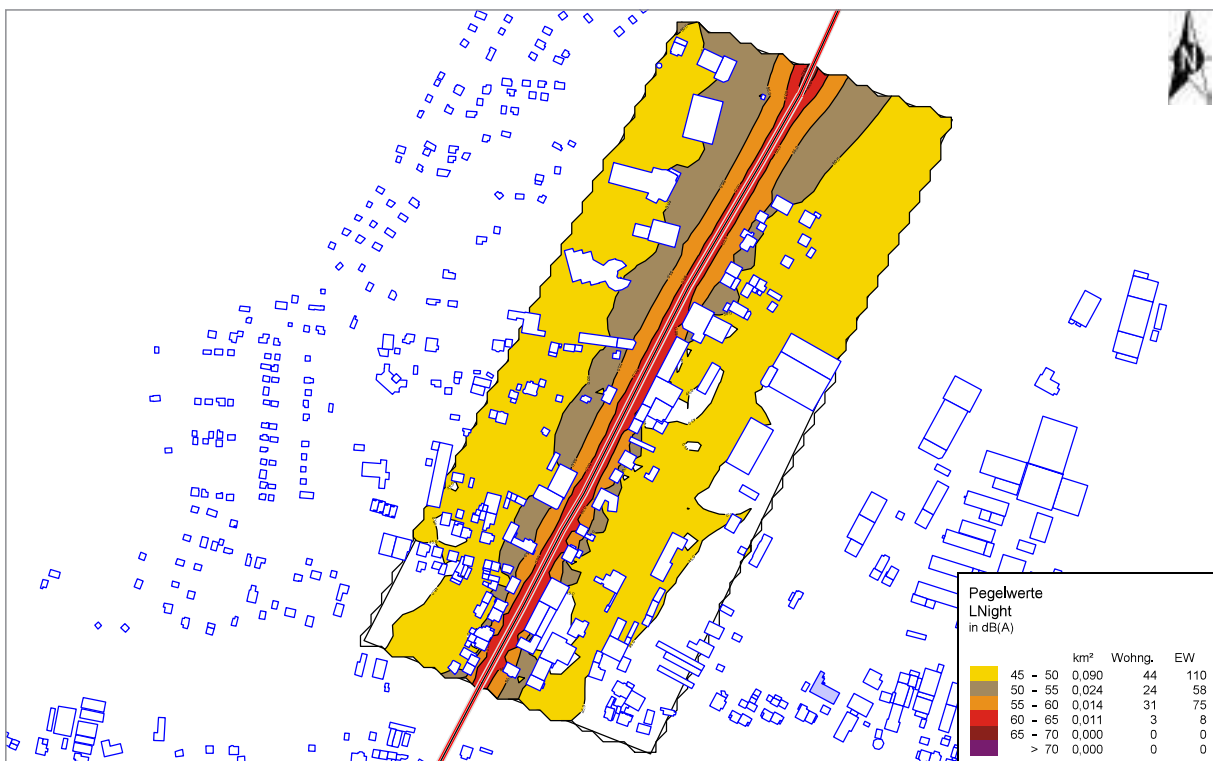 N
Pegelwerte
LNight
in dB(A)
km² Wohng. EW
45 - 50 0,090 44 110
50 - 55 0,024 24 58
55 - 60 0,014 31 75
60 - 65 0,011 3 8
65 - 70 0,000 0 0
> 70 0,000 0 0